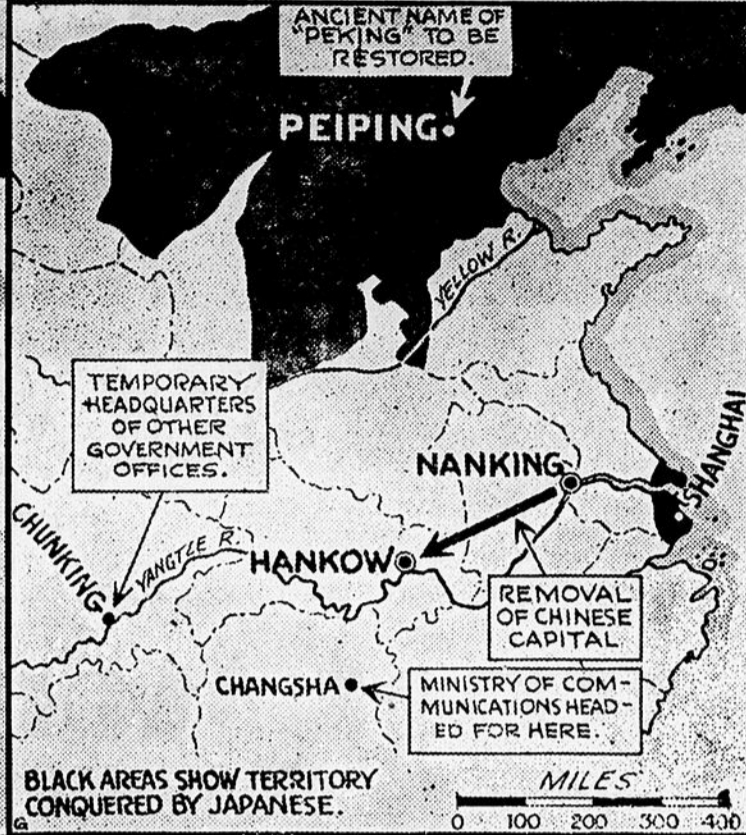 ANCIENT NAME OF
"PEKING" TO BE
RESTORED.
PEIPING
YELLOW R.
TEMPORARY
HEADQUARTERS
OF OTHER
GOVERNMENT
OFFICES.
NANKING
SHANGHAI
CHUNKING
YANGTZE R.
HANKOW
REMOVAL
OF CHINESE
CAPITAL
CHANGSHA
MINISTRY OF COM-
MUNICATIONS HEAD-
ED FOR HERE.
BLACK AREAS SHOW TERRITORY
CONQUERED BY JAPANESE.
MILES
0 100 200 300 400
G